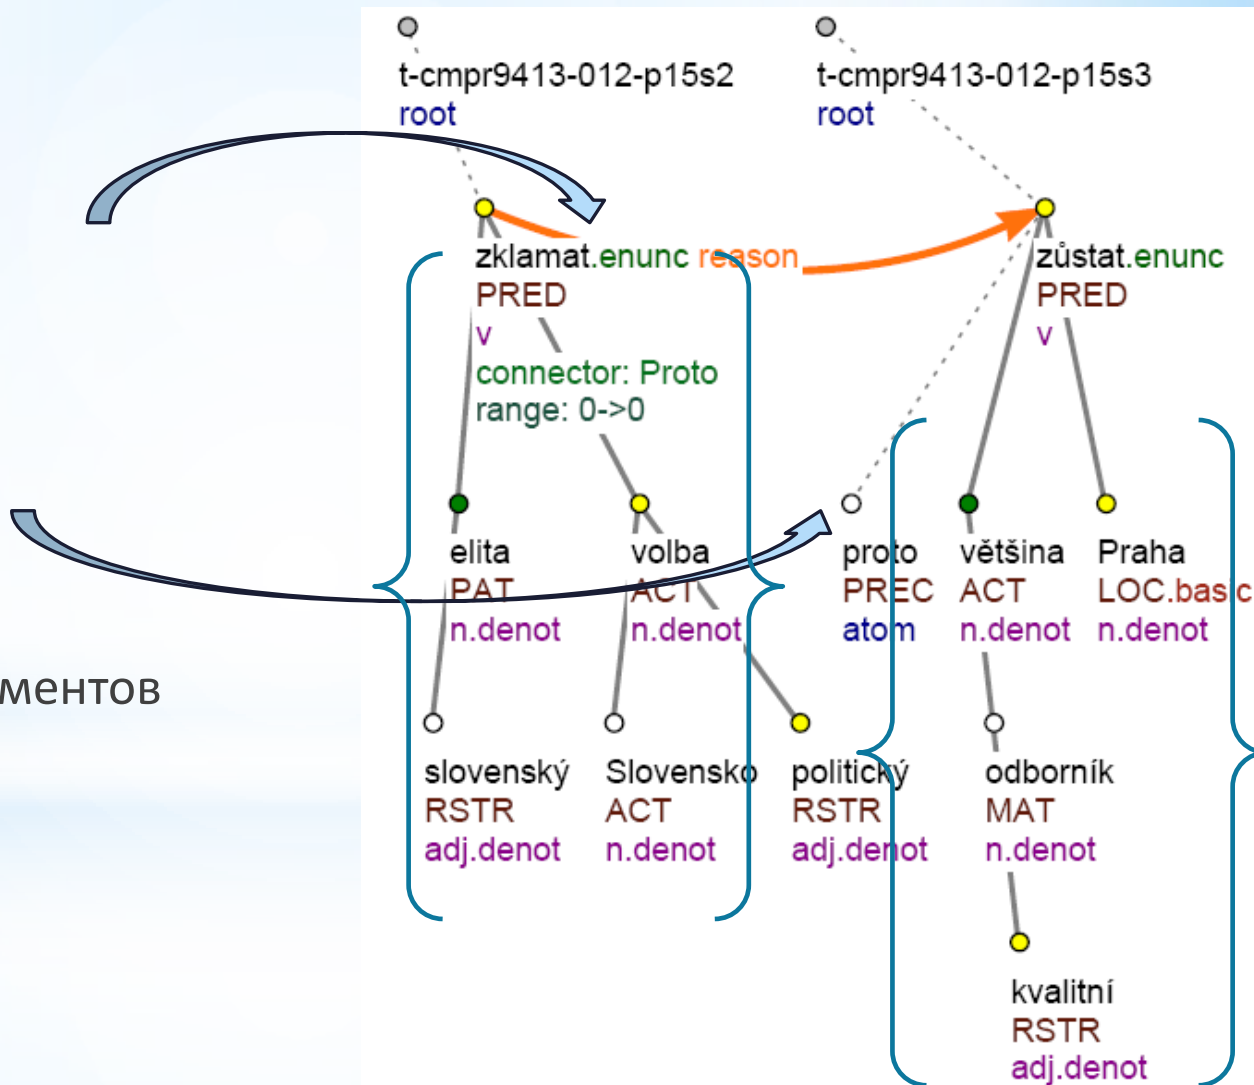 t-cmpr9413-012-p15s2
root
t-cmpr9413-012-p15s3
root
zklamat.enunc reason
PRED
v
connector: Proto
range: 0->0
zůstat.enunc
PRED
v
elita
PAT
n.denot
volba
ACT
n.denot
proto
PREC
atom
většina
ACT
n.denot
Praha
LOC.basic
n.denot
ментов
slovenský
RSTR
adj.denot
Slovensko
ACT
n.denot
politický
RSTR
adj.denot
odborník
MAT
n.denot
kvalitní
RSTR
adj.denot